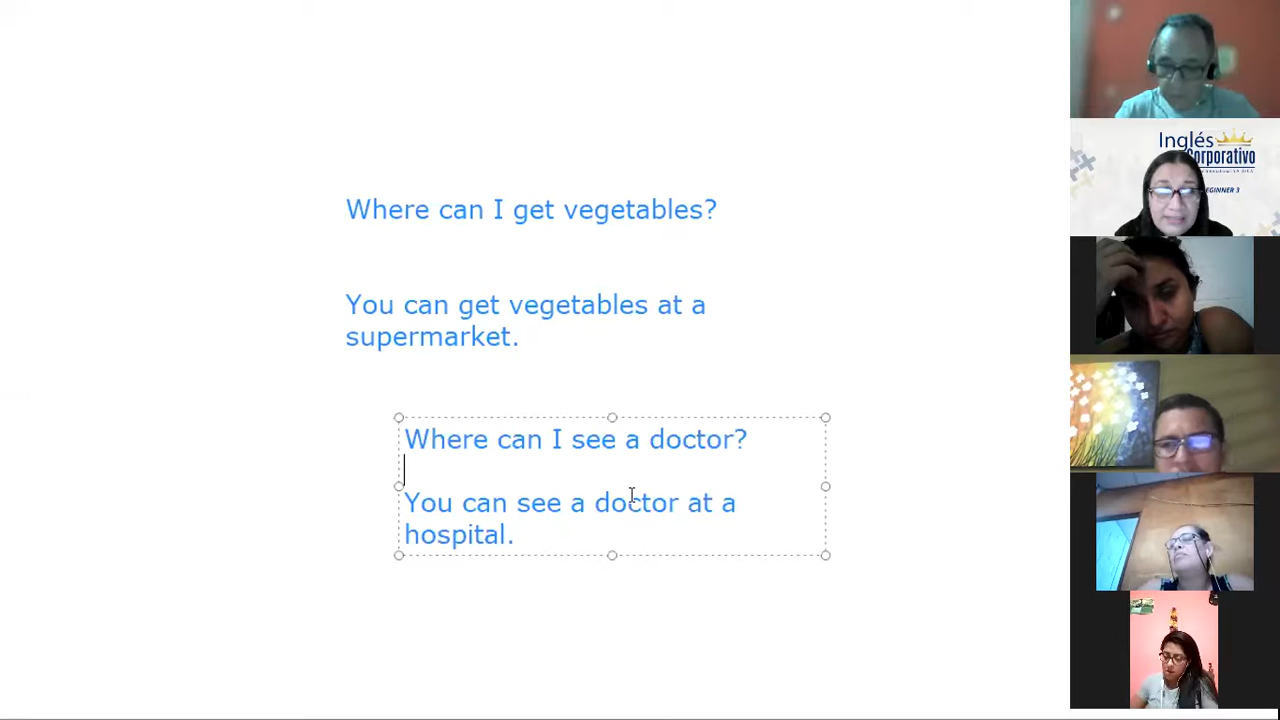 Where can I get vegetables?
You can get vegetables at a
supermarket.
Where can I see a doctor?
You can see a doctor at a
hospital.
Inglés
Corporativo
EGINNER 3